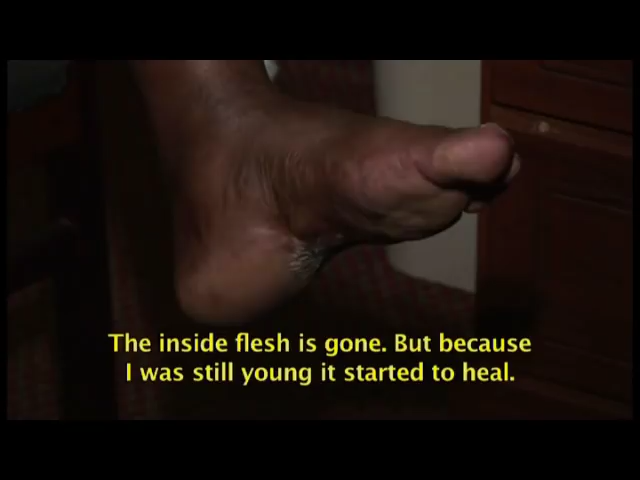 The inside flesh is gone. But because
I was still young it started to heal.